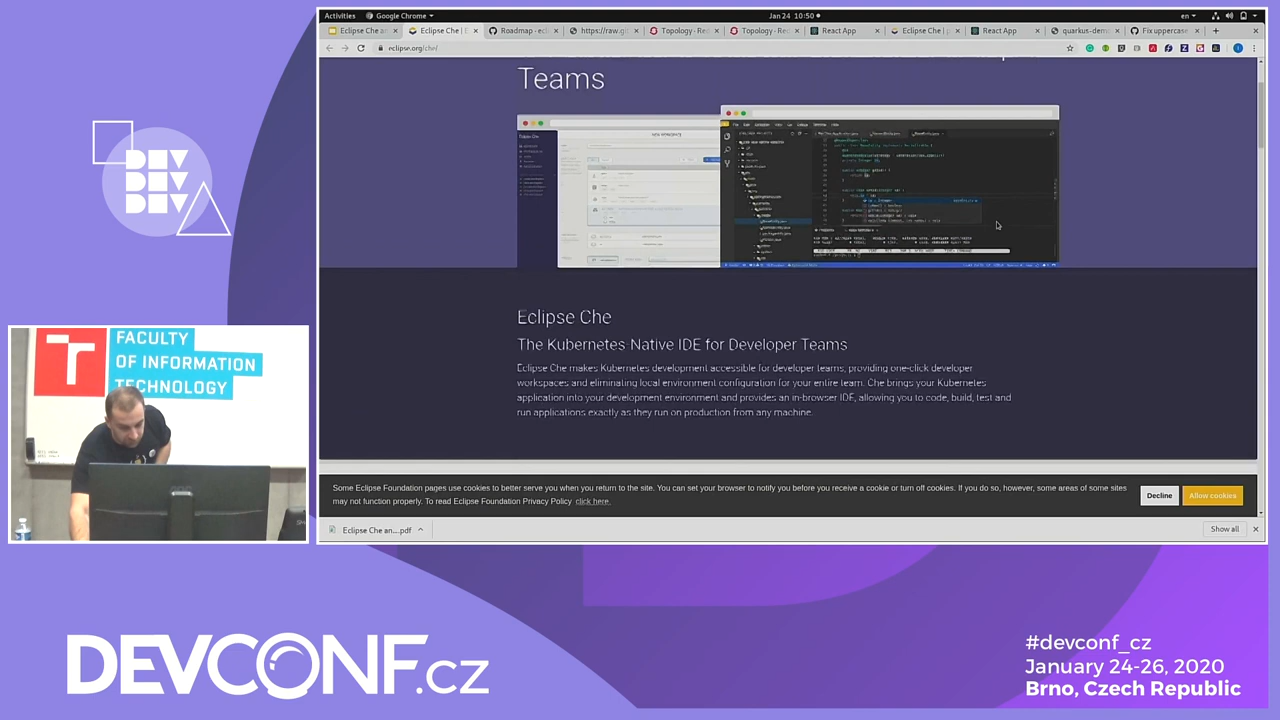 Activities
Google Chrome
Jan 24 10:50
en
Eclipse Che an
Eclipse Che | E
Roadmap · ecl
https://raw.gi
Topology · Red
Topology · Red
React App
Eclipse Che | p
React App
quarkus-demo
Fix uppercase
eclipse.org/che/
Teams
Eclipse Che
The Kubernetes-Native IDE for Developer Teams
Eclipse Che makes Kubernetes development accessible for developer teams, providing one-click developer
workspaces and eliminating local environment configuration for your entire team. Che brings your Kubernetes
application into your development environment and provides an in-browser IDE, allowing you to code, build, test and
run applications exactly as they run on production from any machine.
Some Eclipse Foundation pages use cookies to better serve you when you return to the site. You can set your browser to notify you before you receive a cookie or turn off cookies. If you do so, however, some areas of some sites
may not function properly. To read Eclipse Foundation Privacy Policy click here.
Decline
Allow cookies
Eclipse Che an....pdf
Show all
DEV
FACULTY
OF INFORMATION
TECHNOLOGY
DEVCONF.cz
#devconf_cz
January 24-26, 2020
Brno, Czech Republic